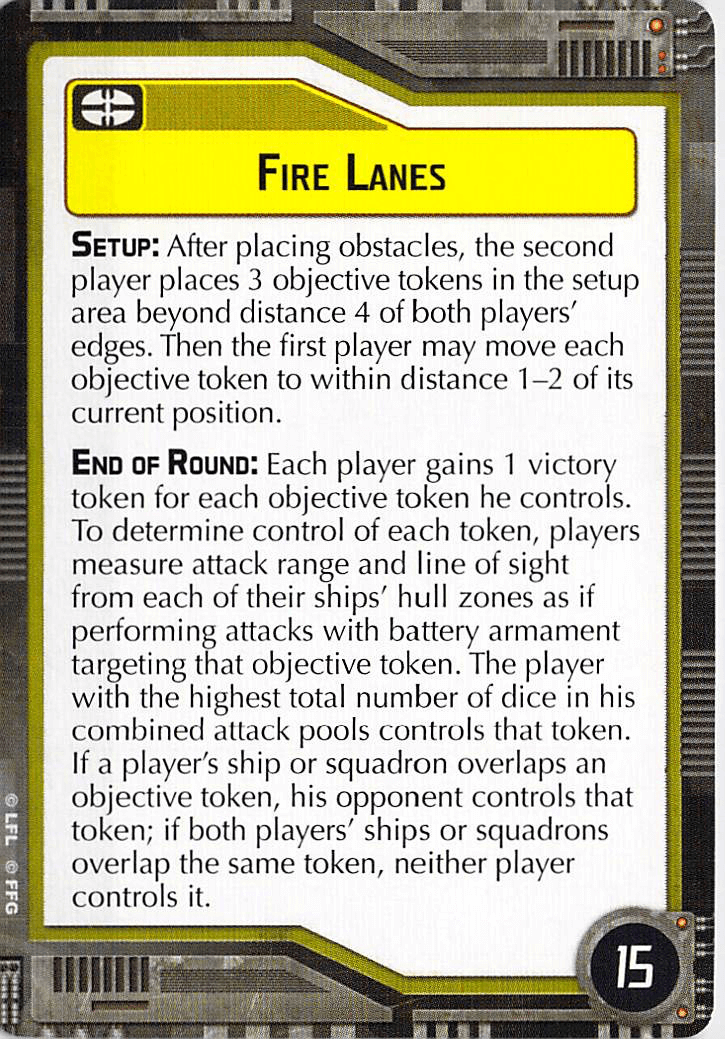 FIRE LANES
SETUP: After placing obstacles, the second
player places 3 objective tokens in the setup
area beyond distance 4 of both players'
edges. Then the first player may move each
objective token to within distance 1–2 of its
current position.
END OF ROUND: Each player gains 1 victory
token for each objective token he controls.
To determine control of each token, players
measure attack range and line of sight
from each of their ships' hull zones as if
performing attacks with battery armament
targeting that objective token. The player
with the highest total number of dice in his
combined attack pools controls that token.
If a player's ship or squadron overlaps an
objective token, his opponent controls that
token; if both players' ships or squadrons
overlap the same token, neither player
controls it.
© LFL © FFG
15